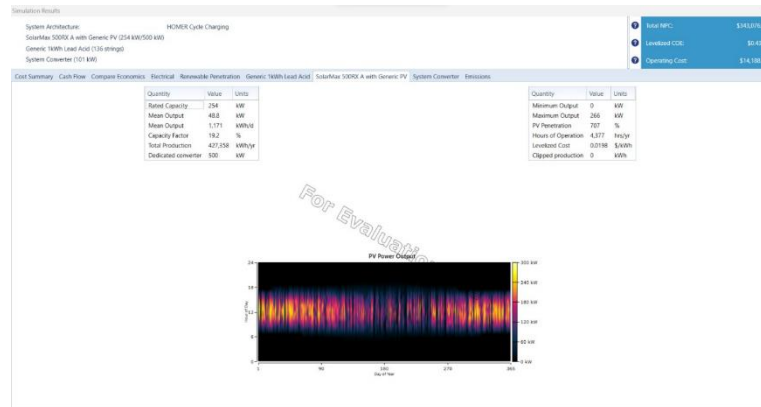 Simulation Results
System Architecture: HOMER Cycle Charging
SolarMax 500RX A with Generic PV (254 kW/500 kW)
Generic 1kWh Lead Acid (136 strings)
System Converter (101 kW)
Total NPC: $343,076
Levelized COE: $0.43
Operating Cost: $14,188
Cost Summary Cash Flow Compare Economics Electrical Renewable Penetration Generic 1kWh Lead Acid SolarMax 500RX A with Generic PV System Converter Emissions
Quantity Value Units
Rated Capacity 254 kW
Mean Output 48.8 kW
Mean Output 1,171 kWh/d
Capacity Factor 19.2 %
Total Production 427,358 kWh/yr
Dedicated converter 500 kW
Quantity Value Units
Minimum Output 0 kW
Maximum Output 266 kW
PV Penetration 707 %
Hours of Operation 4,377 hrs/yr
Levelized Cost 0.0198 $/kWh
Clipped production 0 kWh
For Evaluation
PV Power Output
24
18
12
6
0
Hour of Day
1 90 180 270 365
Day of Year
300 kW
240 kW
180 kW
120 kW
60 kW
0 kW